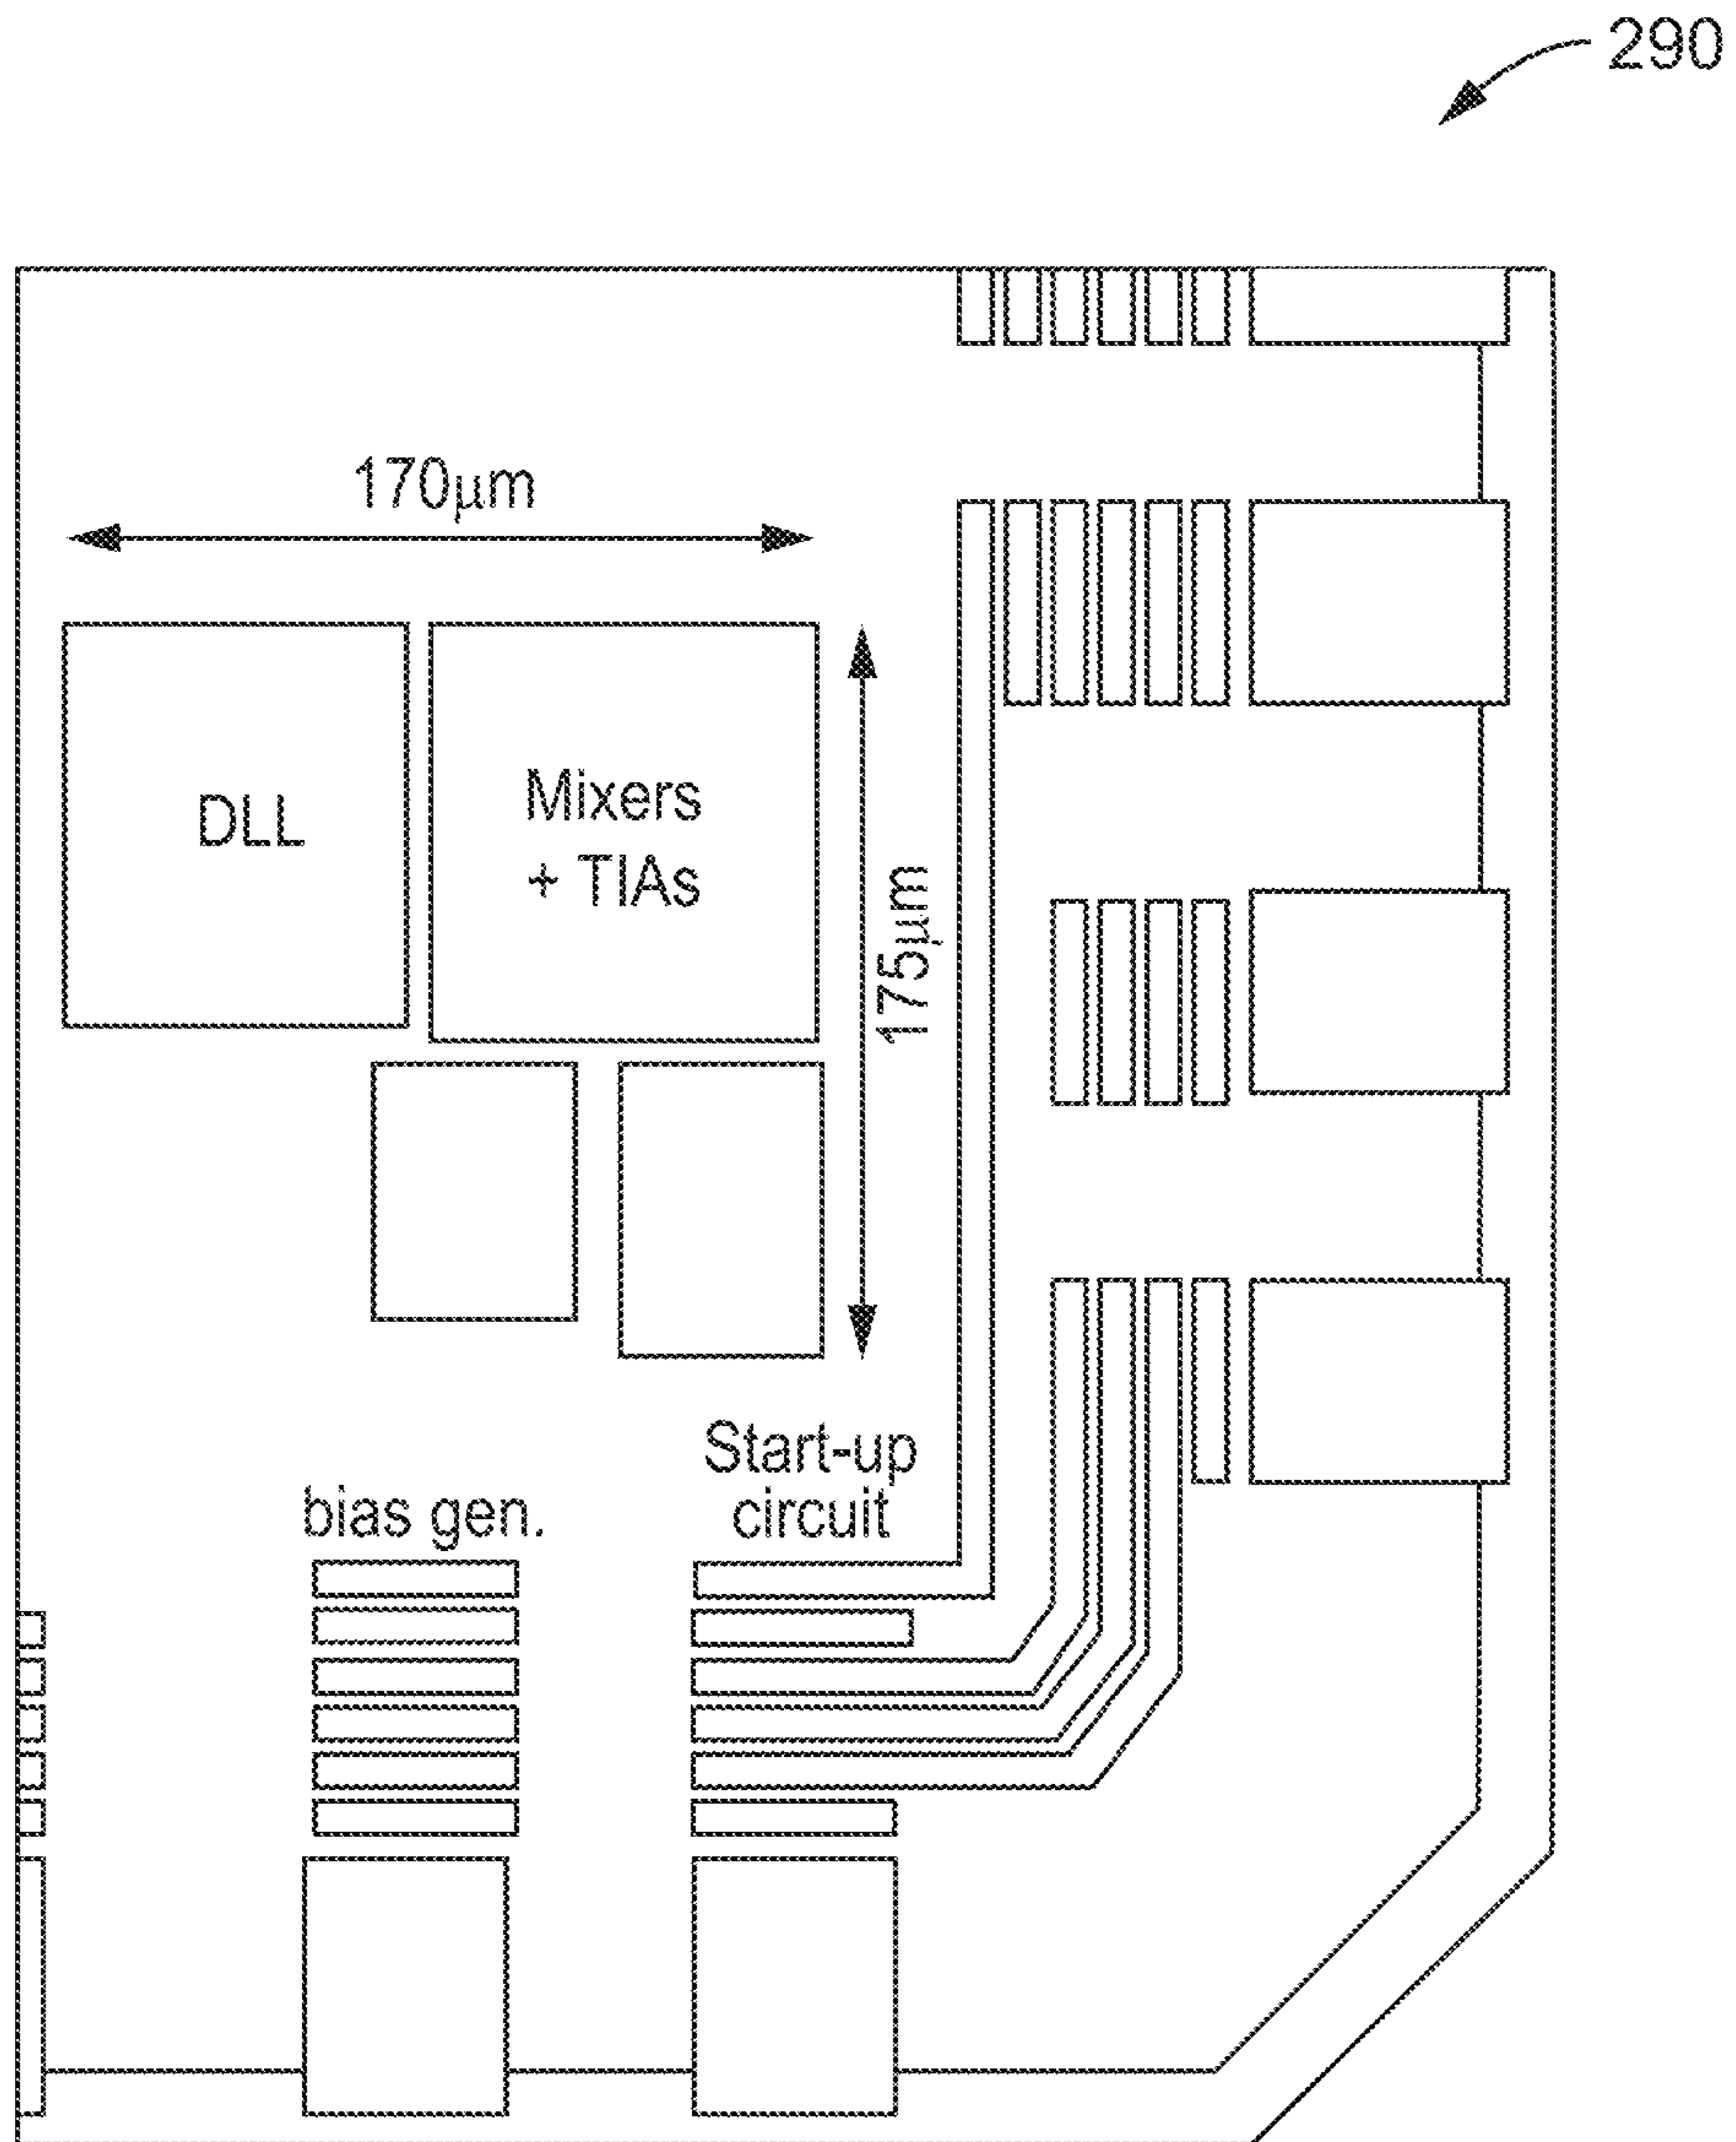 290
170μm
DLL
Mixers
+ TIAs
175μm
Start-up
circuit
bias gen.